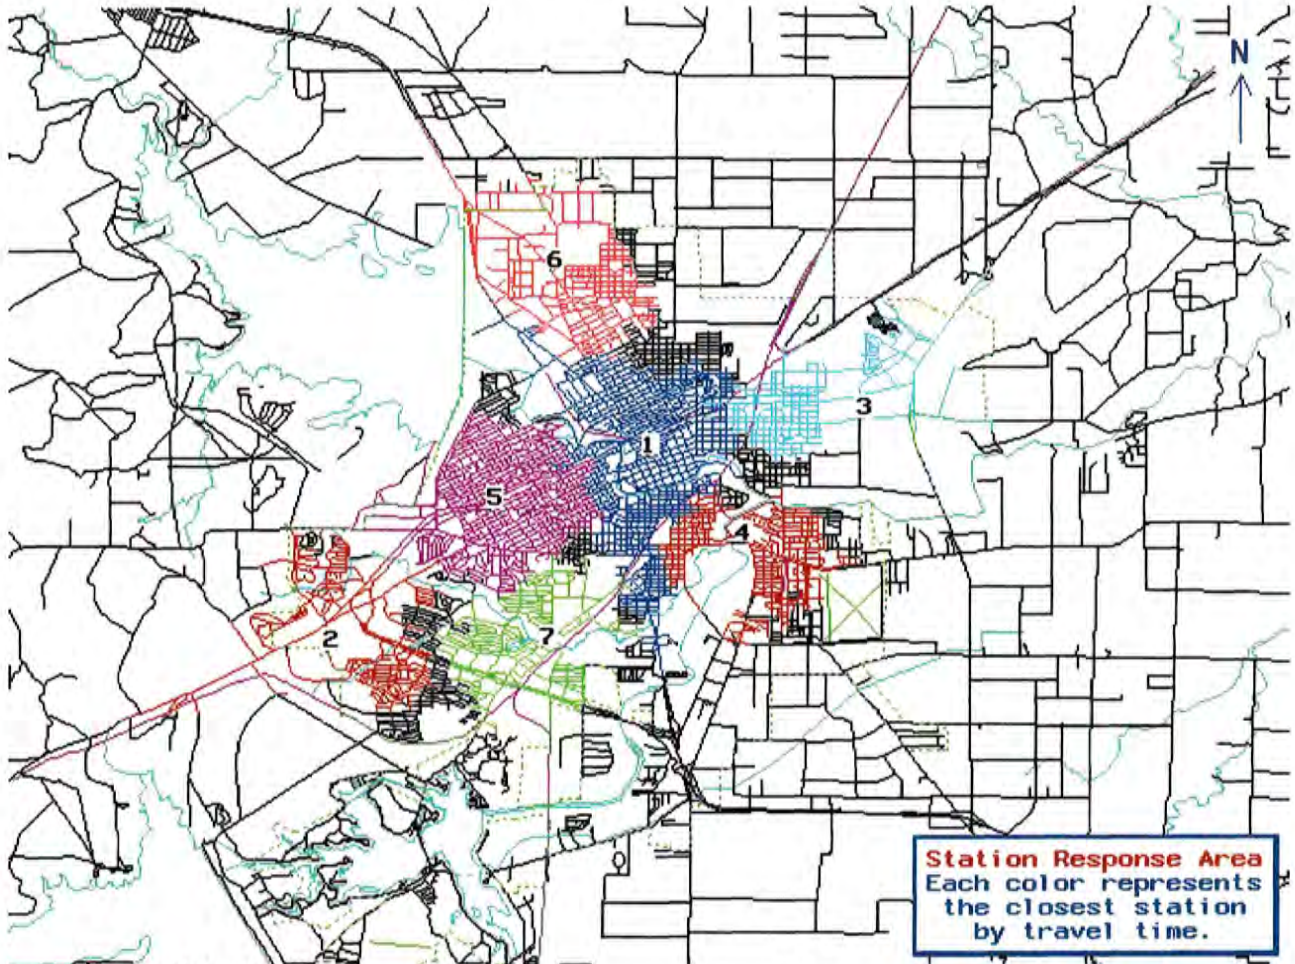 N
6
3
1
5
4
2
7
Station Response Area
Each color represents
the closest station
by travel time.